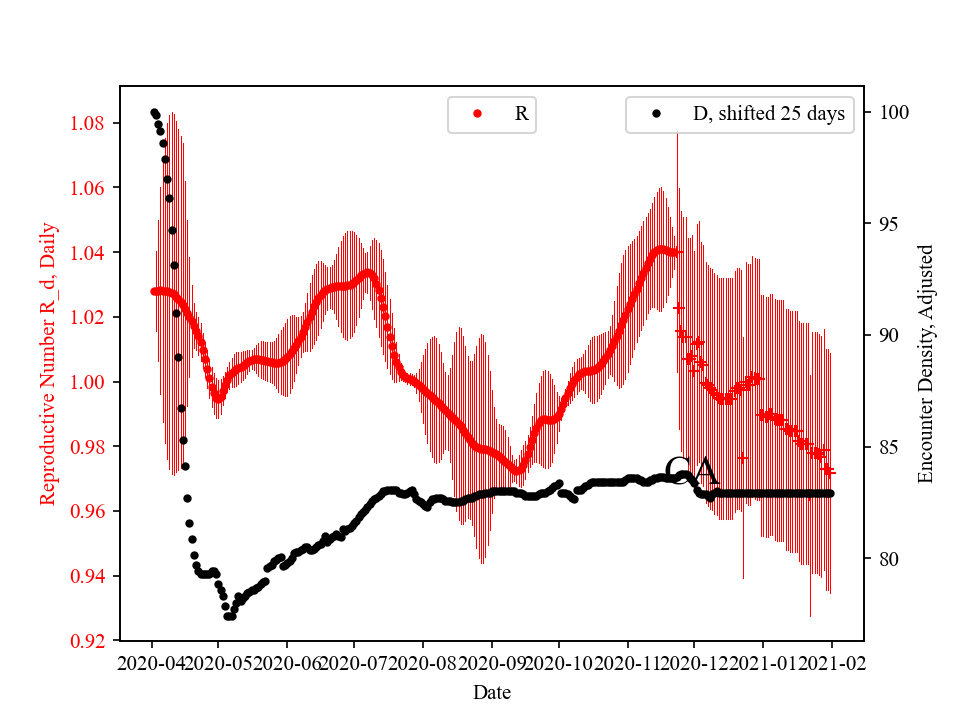 R
D, shifted 25 days
1.08
1.06
1.04
1.02
1.00
0.98
0.96
0.94
0.92
Reproductive Number R_d, Daily
100
95
90
85
80
Encounter Density, Adjusted
CA
2020-04 2020-05 2020-06 2020-07 2020-08 2020-09 2020-10 2020-11 2020-12 2021-01 2021-02
Date